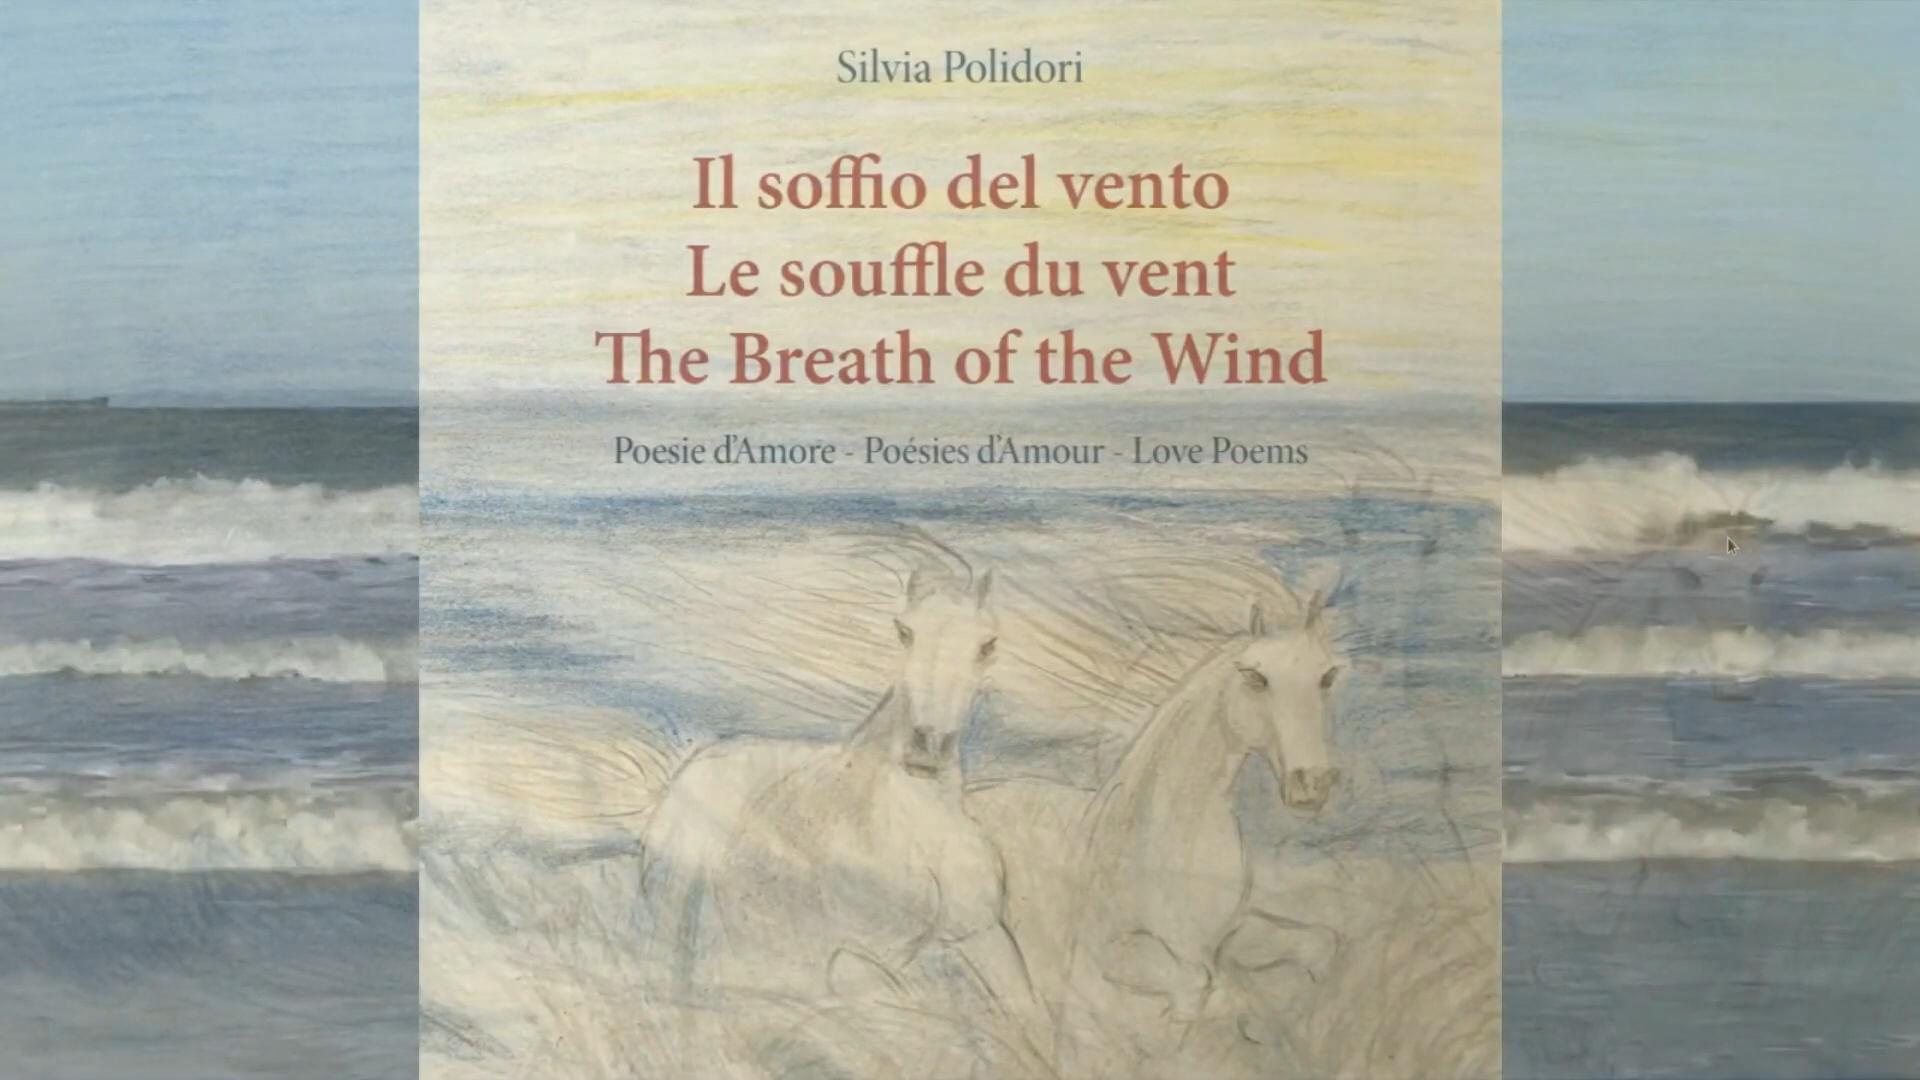 Silvia Polidori
Il soffio del vento
Le souffle du vent
The Breath of the Wind
Poesie d'Amore - Poésies d'Amour - Love Poems